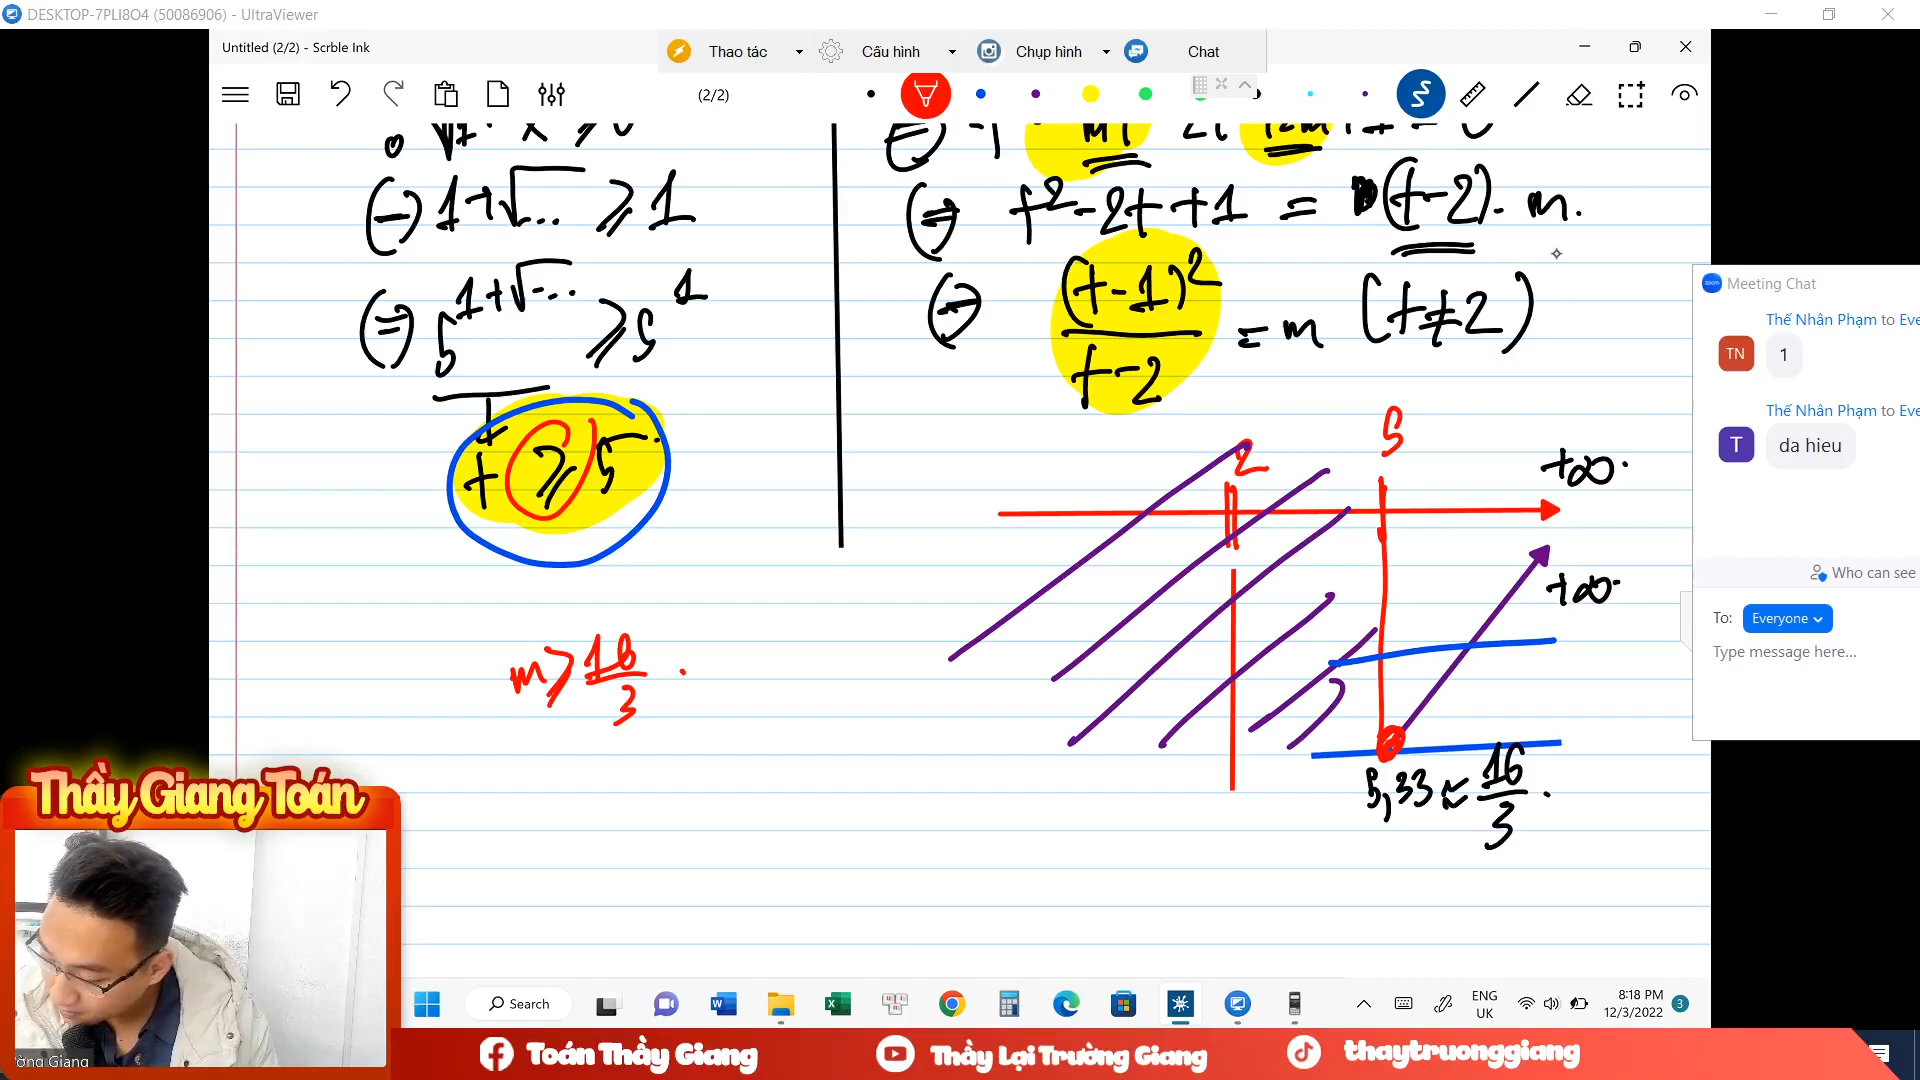 DESKTOP-7PLI8O4 (50086906) - UltraViewer
Untitled (2/2) - Scrble Ink
Thao tác
Cấu hình
Chụp hình
Chat
(2/2)
(=) 1+√... ⩾ 1
(=) 5^(1+√...) ⩾ 5^1
t
t ⩾ 5
m ⩾ 16/3 .
(=) t²-2t+1 = (t-2). m.
(=) (t-1)²/(t-2) = m (t≠2)
2
5
+∞.
+∞.
5,33 ≈ 16/3 .
Meeting Chat
Thế Nhân Phạm to Eve
TN
1
Thế Nhân Phạm to Eve
T
da hieu
Who can see
To:
Everyone
Type message here...
Thầy Giang Toán
ờng Giang
Search
ENG
UK
8:18 PM
12/3/2022
3
Toán Thầy Giang
Thầy Lại Trường Giang
thaytruonggiang